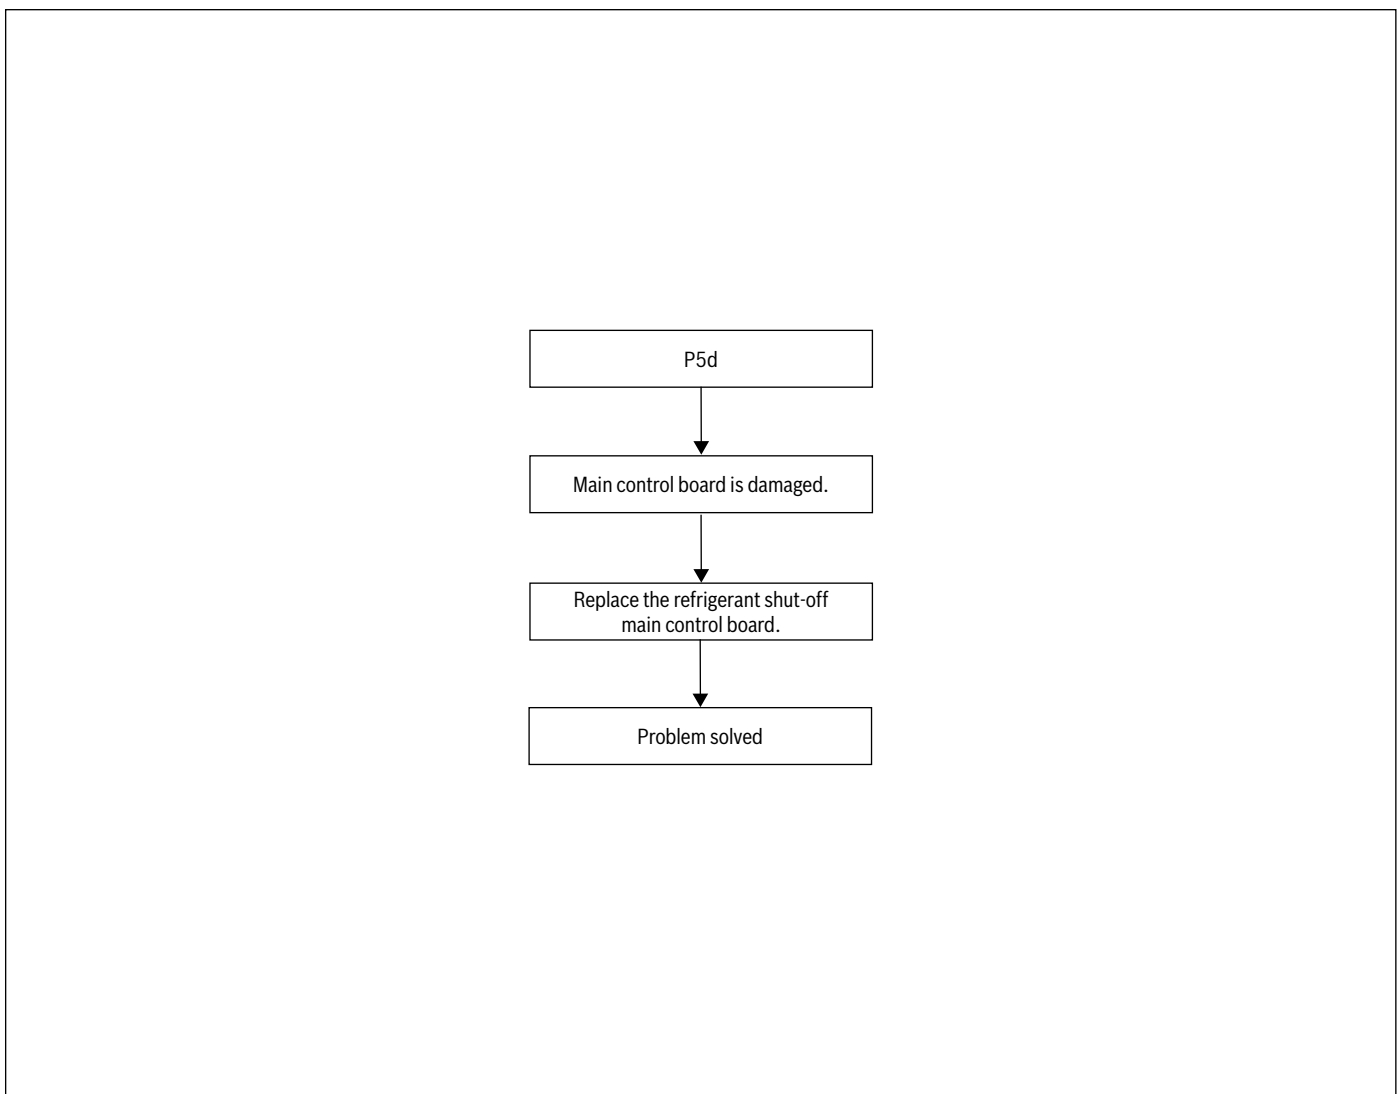 P5d
Main control board is damaged.
Replace the refrigerant shut-off
main control board.
Problem solved